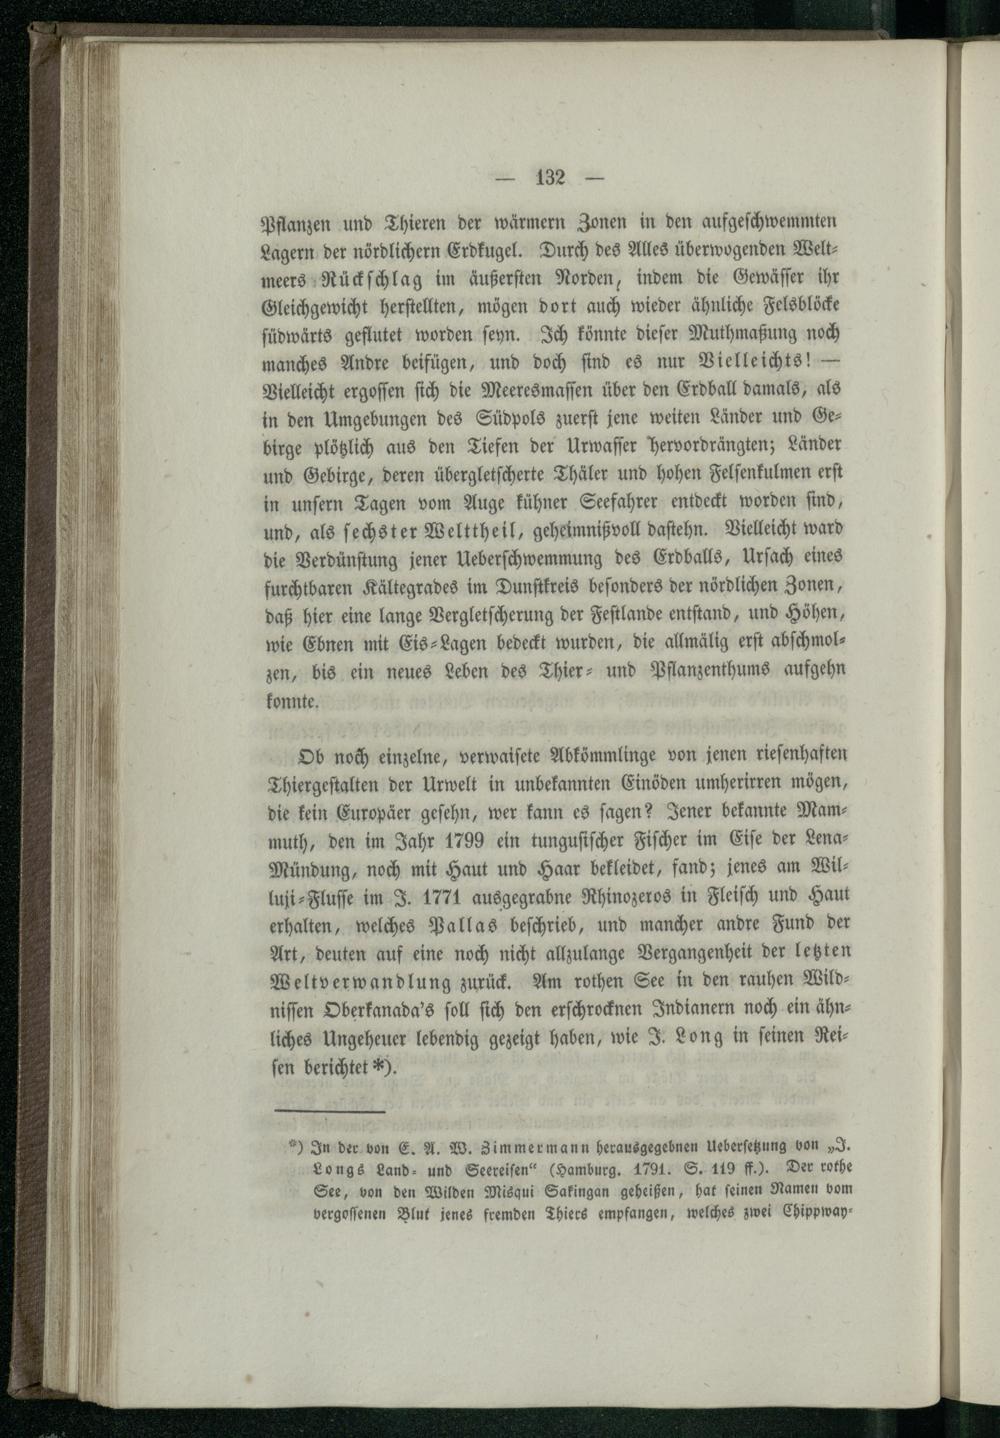 — 132 —
Pflanzen und Thieren der wärmern Zonen in den aufgeschwemmten
Lagern der nördlichern Erdkugel. Durch des Alles überwogenden Welt-
meers Rückschlag im äußersten Norden, indem die Gewässer ihr
Gleichgewicht herstellten, mögen dort auch wieder ähnliche Felsblöcke
südwärts geflutet worden seyn. Ich könnte dieser Muthmaßung noch
manches Andre beifügen, und doch sind es nur Vielleichts! —
Vielleicht ergossen sich die Meeresmassen über den Erdball damals, als
in den Umgebungen des Südpols zuerst jene weiten Länder und Ge-
birge plötzlich aus den Tiefen der Urwasser hervordrängten; Länder
und Gebirge, deren übergletscherte Thäler und hohen Felsenkulmen erst
in unsern Tagen vom Auge kühner Seefahrer entdeckt worden sind,
und, als sechster Welttheil, geheimnißvoll dastehn. Vielleicht ward
die Verdünstung jener Ueberschwemmung des Erdballs, Ursach eines
furchtbaren Kältegrades im Dunstkreis besonders der nördlichen Zonen,
daß hier eine lange Vergletscherung der Festlande entstand, und Höhen,
wie Ebnen mit Eis-Lagen bedeckt wurden, die allmälig erst abschmol-
zen, bis ein neues Leben des Thier- und Pflanzenthums aufgehn
konnte.
Ob noch einzelne, verwaisete Abkömmlinge von jenen riesenhaften
Thiergestalten der Urwelt in unbekannten Einöden umherirren mögen,
die kein Europäer gesehn, wer kann es sagen? Jener bekannte Mam-
muth, den im Jahr 1799 ein tungusischer Fischer im Eise der Lena-
Mündung, noch mit Haut und Haar bekleidet, fand; jenes am Wil-
luji-Flusse im J. 1771 ausgegrabne Rhinozeros in Fleisch und Haut
erhalten, welches Pallas beschrieb, und mancher andre Fund der
Art, deuten auf eine noch nicht allzulange Vergangenheit der letzten
Weltverwandlung zurück. Am rothen See in den rauhen Wild-
nissen Oberkanada's soll sich den erschrocknen Indianern noch ein ähn-
liches Ungeheuer lebendig gezeigt haben, wie J. Long in seinen Rei-
sen berichtet *).
*) In der von E. A. W. Zimmermann herausgegebnen Uebersetzung von „J.
Longs Land- und Seereisen“ (Hamburg. 1791. S. 119 ff.). Der rothe
See, von den Wilden Misqui Sakingan geheißen, hat seinen Namen vom
vergossenen Blut jenes fremden Thiers empfangen, welches zwei Chippway-